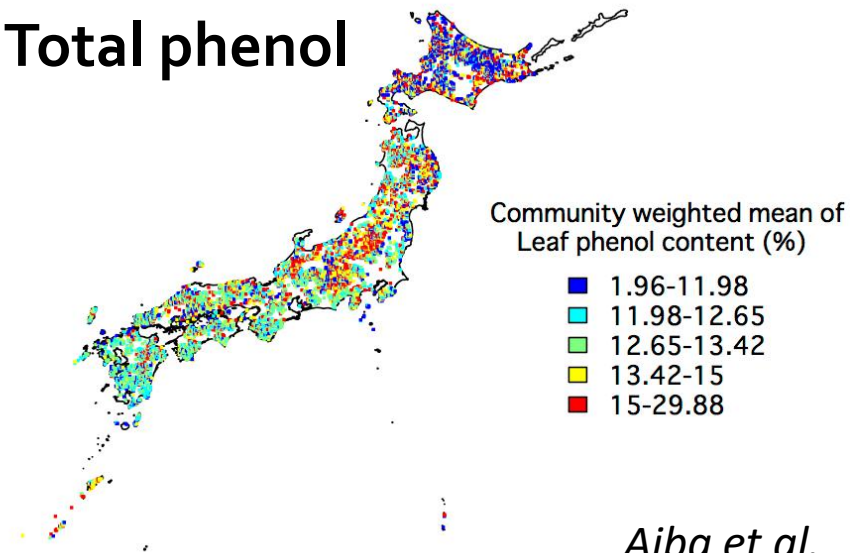 Total phenol
Community weighted mean of
Leaf phenol content (%)
1.96-11.98
11.98-12.65
12.65-13.42
13.42-15
15-29.88
Aiba et al.